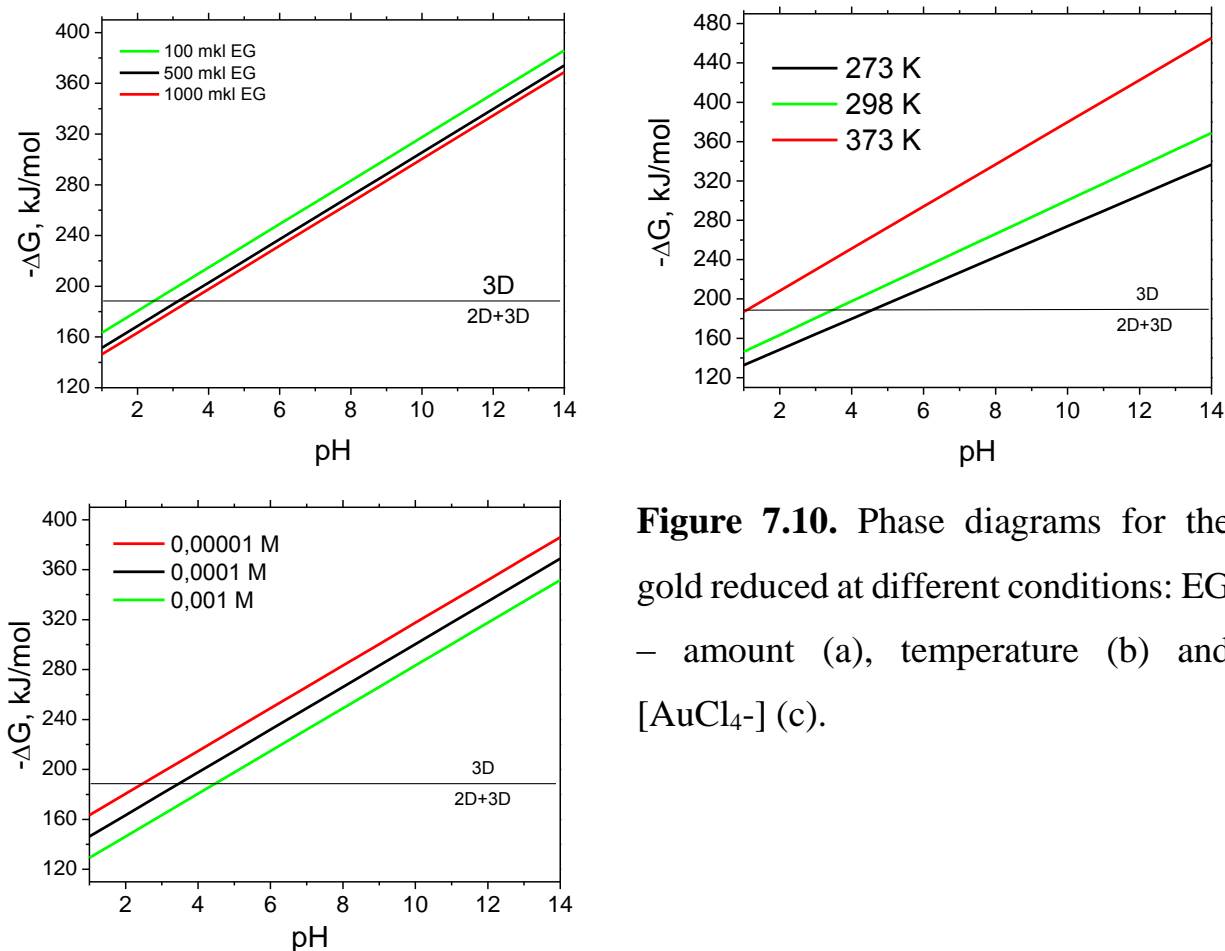 400
360
320
280
240
200
160
120
-ΔG, kJ/mol
100 mkl EG
500 mkl EG
1000 mkl EG
3D
2D+3D
2 4 6 8 10 12 14
pH
480
440
400
360
320
280
240
200
160
120
-ΔG, kJ/mol
273 K
298 K
373 K
3D
2D+3D
2 4 6 8 10 12 14
pH
400
360
320
280
240
200
160
120
-ΔG, kJ/mol
0,00001 M
0,0001 M
0,001 M
3D
2D+3D
2 4 6 8 10 12 14
pH
Figure 7.10. Phase diagrams for the
gold reduced at different conditions: EG
– amount (a), temperature (b) and
[AuCl₄-] (c).